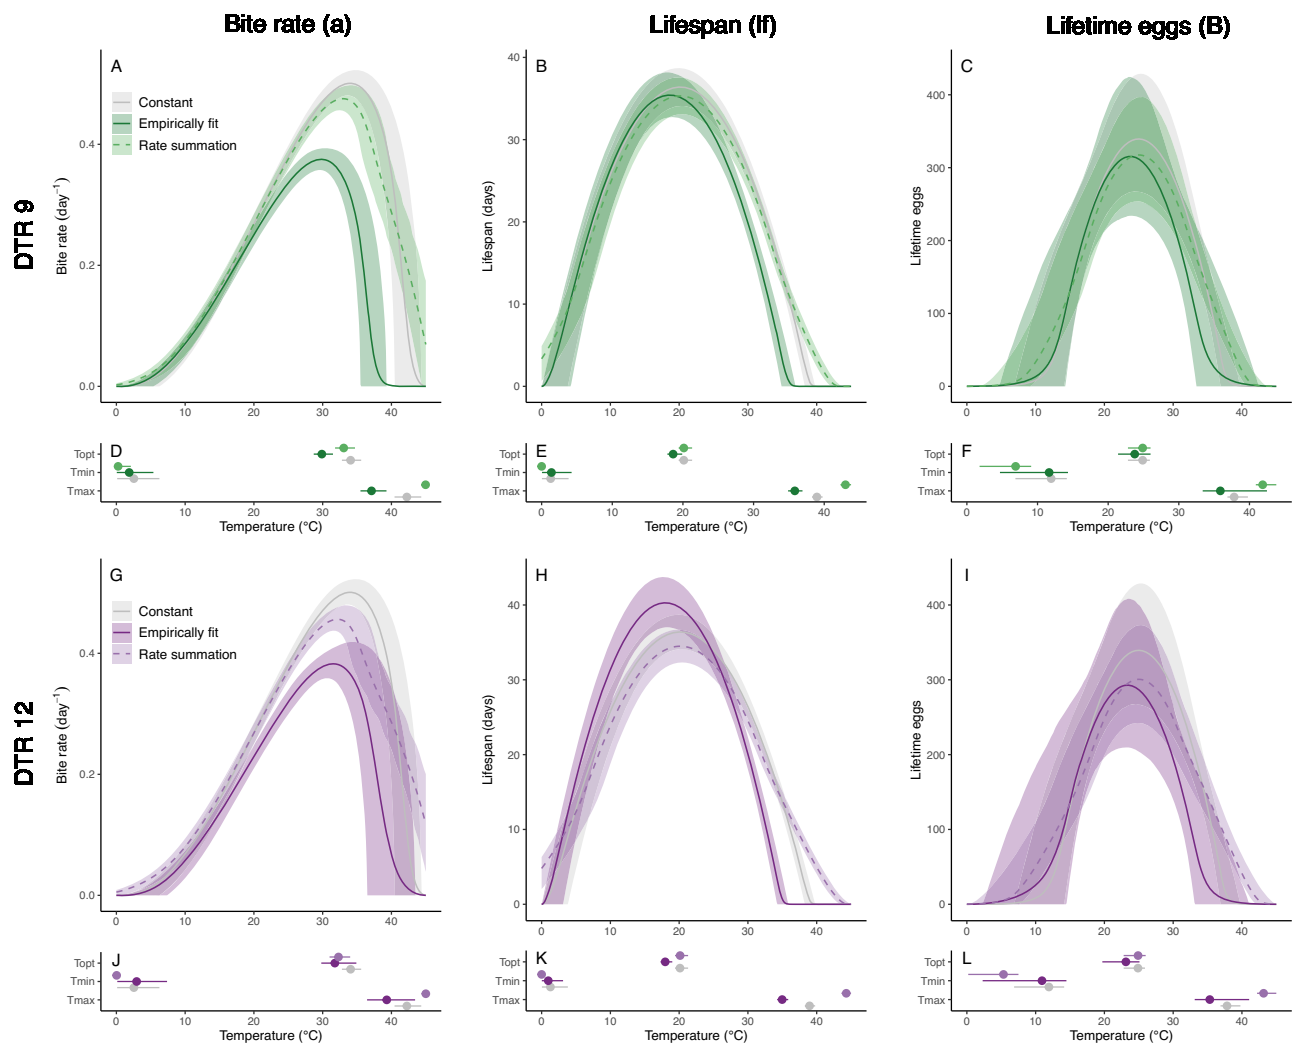 Bite rate (a)
Lifespan (lf)
Lifetime eggs (B)
DTR 9
A
Constant
Empirically fit
Rate summation
Bite rate (day⁻¹)
0.4
0.2
0.0
0 10 20 30 40
B
Lifespan (days)
40
30
20
10
0
0 10 20 30 40
C
Lifetime eggs
400
300
200
100
0
0 10 20 30 40
D
Topt
Tmin
Tmax
0 10 20 30 40
Temperature (°C)
E
Topt
Tmin
Tmax
0 10 20 30 40
Temperature (°C)
F
Topt
Tmin
Tmax
0 10 20 30 40
Temperature (°C)
DTR 12
G
Constant
Empirically fit
Rate summation
Bite rate (day⁻¹)
0.4
0.2
0.0
0 10 20 30 40
H
Lifespan (days)
40
30
20
10
0
0 10 20 30 40
I
Lifetime eggs
400
300
200
100
0
0 10 20 30 40
J
Topt
Tmin
Tmax
0 10 20 30 40
Temperature (°C)
K
Topt
Tmin
Tmax
0 10 20 30 40
Temperature (°C)
L
Topt
Tmin
Tmax
0 10 20 30 40
Temperature (°C)